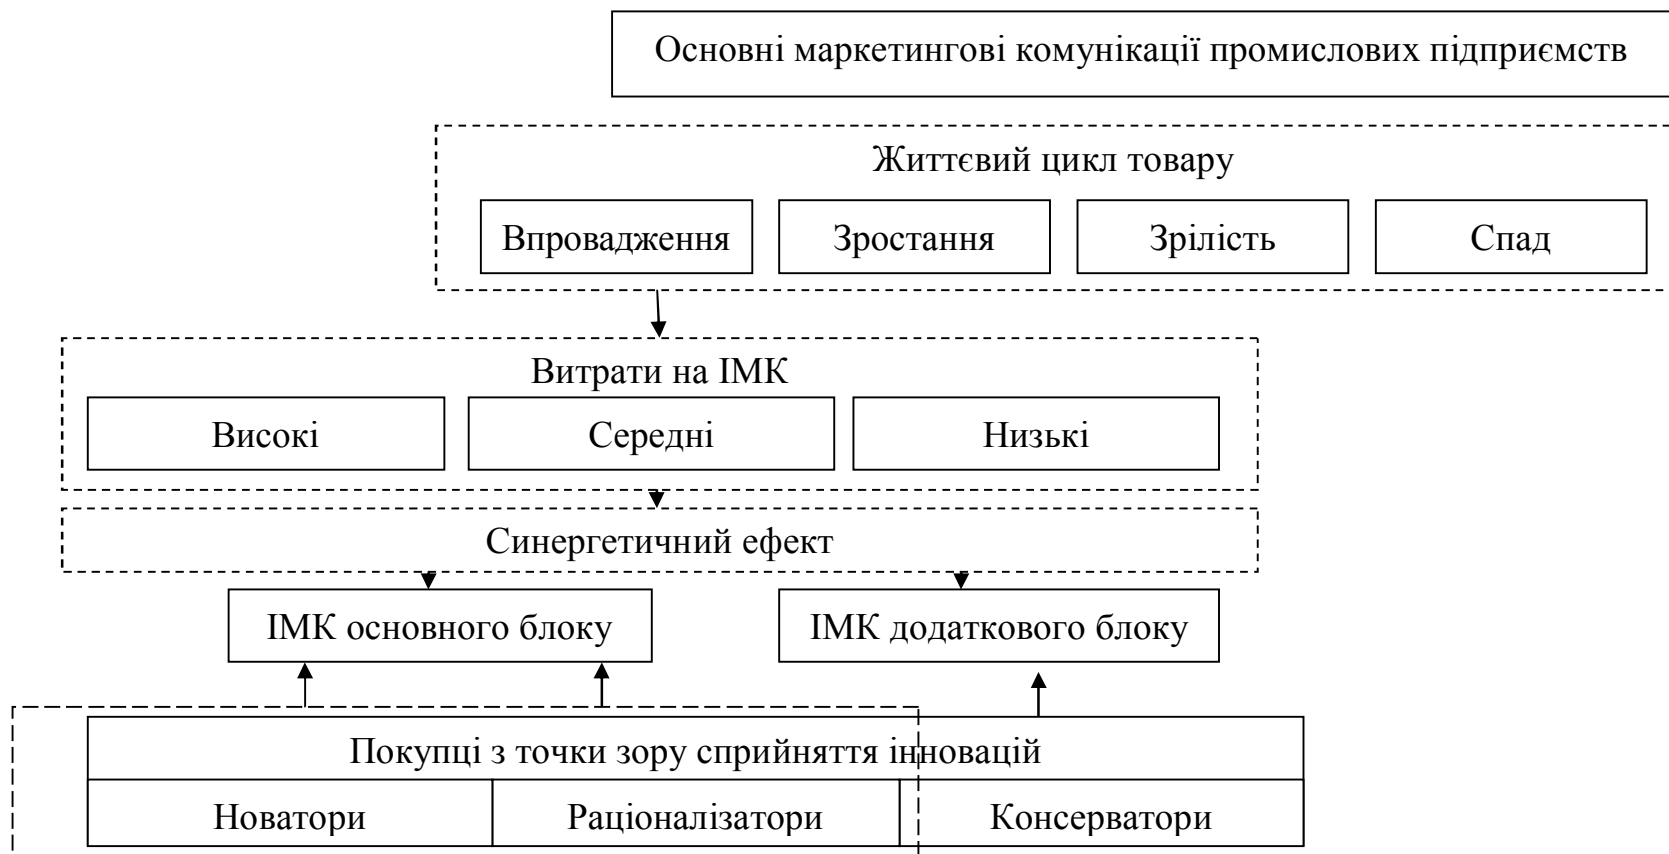 Основні маркетингові комунікації промислових підприємств
Життєвий цикл товару
Впровадження
Зростання
Зрілість
Спад
Витрати на ІМК
Високі
Середні
Низькі
Синергетичний ефект
ІМК основного блоку
ІМК додаткового блоку
Покупці з точки зору сприйняття інновацій
Новатори
Раціоналізатори
Консерватори